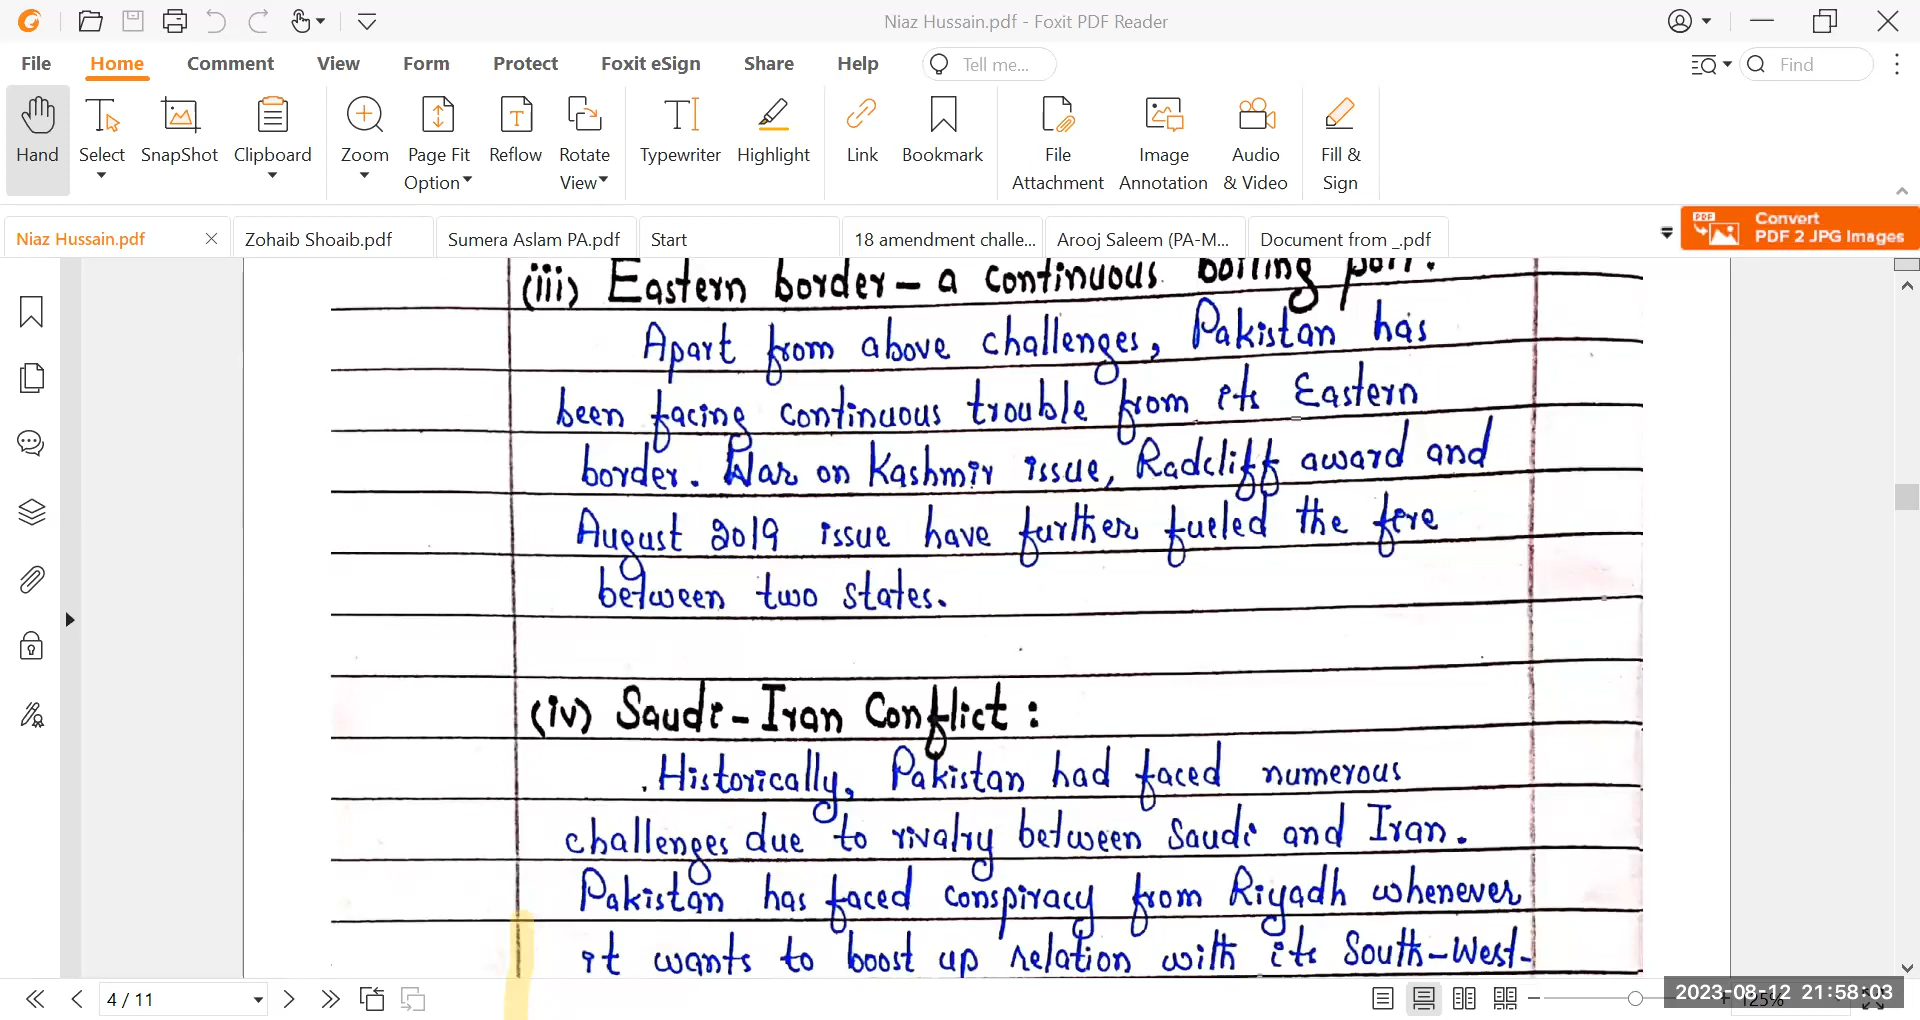 Niaz Hussain.pdf - Foxit PDF Reader
File Home Comment View Form Protect Foxit eSign Share Help Tell me... Find
Hand Select SnapShot Clipboard Zoom Page Fit Option Reflow Rotate View Typewriter Highlight Link Bookmark File Attachment Image Annotation Audio & Video Fill & Sign
Niaz Hussain.pdf Zohaib Shoaib.pdf Sumera Aslam PA.pdf Start 18 amendment challe... Arooj Saleem (PA-M... Document from _.pdf
PDF Convert
PDF 2 JPG Images
(iii) Eastern border - a continuous boiling
Apart from above challenges, Pakistan has
been facing continuous trouble from its Eastern
border. War on Kashmir issue, Radcliff award and
August 2019 issue have further fueled the fire
between two states.
(iv) Saudi - Iran Conflict :
Historically, Pakistan had faced numerous
challenges due to rivalry between Saudi and Iran.
Pakistan has faced conspiracy from Riyadh whenever
it wants to boost up relation with its South-West-
4 / 11
125%
2023-08-12 21:58:03